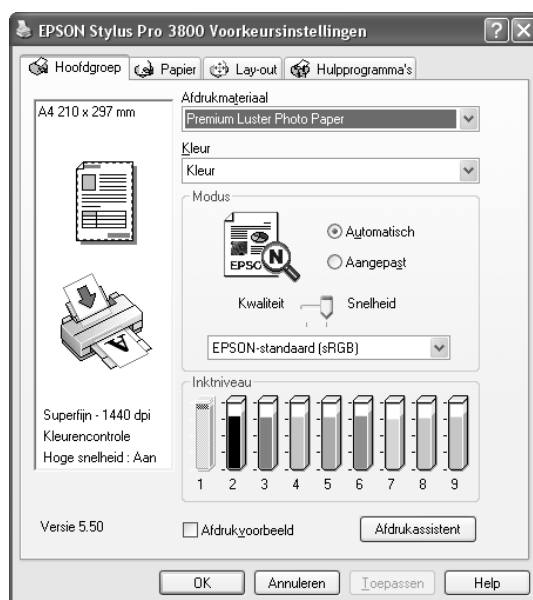 EPSON Stylus Pro 3800 Voorkeursinstellingen
Hoofdgroep Papier Lay-out Hulpprogramma's
A4 210 x 297 mm
Afdrukmateriaal
Premium Luster Photo Paper
Kleur
Kleur
Modus
EPSO
N
Automatisch
Aangepast
Kwaliteit Snelheid
EPSON-standaard (sRGB)
Inktniveau
1 2 3 4 5 6 7 8 9
Superfijn - 1440 dpi
Kleurencontrole
Hoge snelheid : Aan
Versie 5.50
Afdrukvoorbeeld
Afdrukassistent
OK Annuleren Toepassen Help